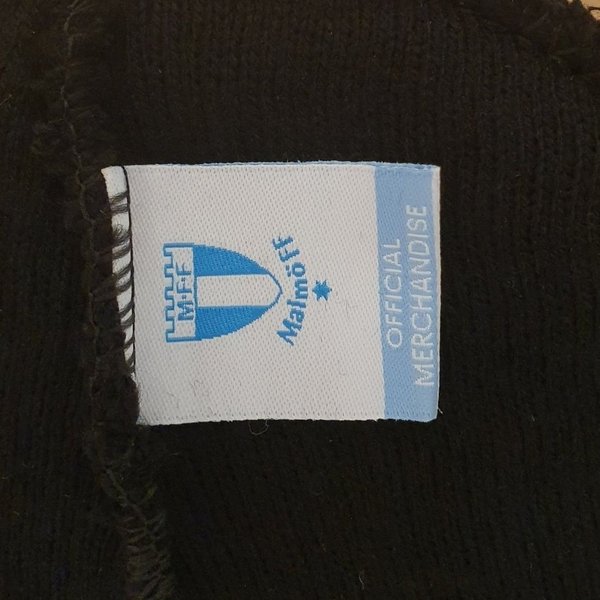 M·F·F
Malmö FF
OFFICIAL
MERCHANDISE